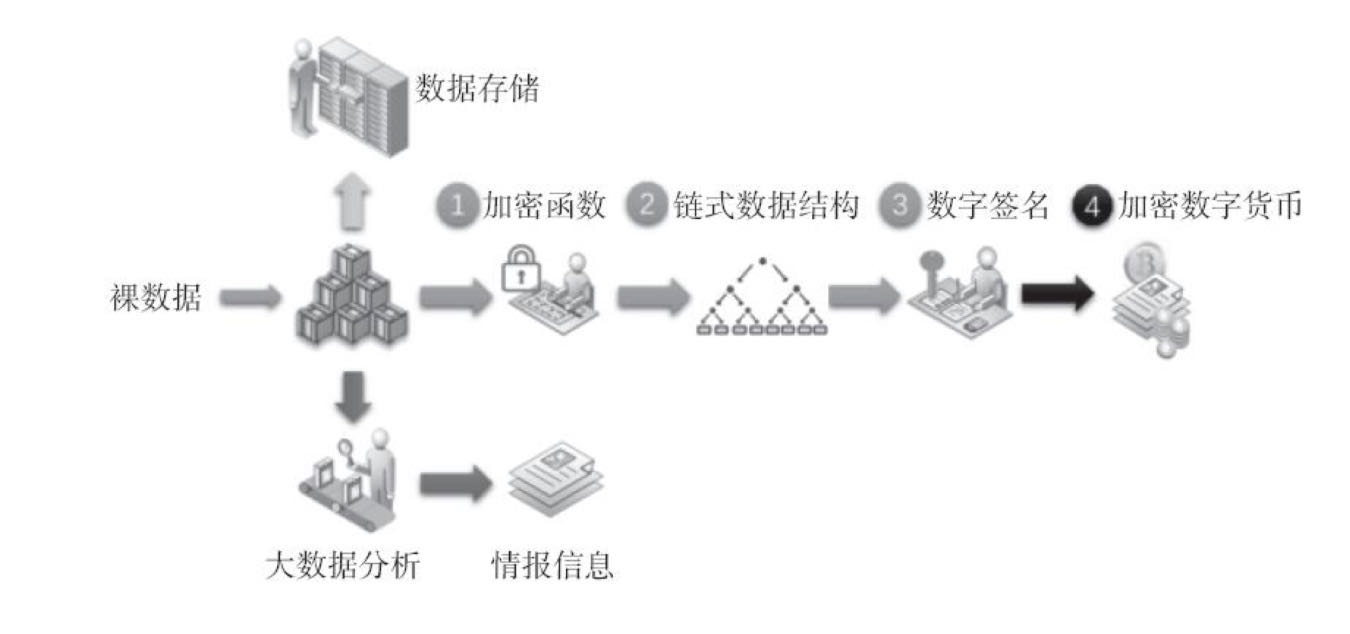 数据存储
1 加密函数
2 链式数据结构
3 数字签名
4 加密数字货币
裸数据
大数据分析
情报信息